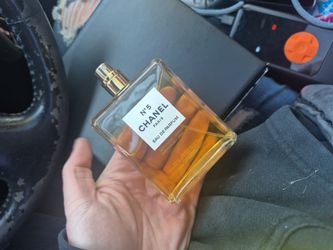 N°5
CHANEL
PARIS
EAU DE PARFUM